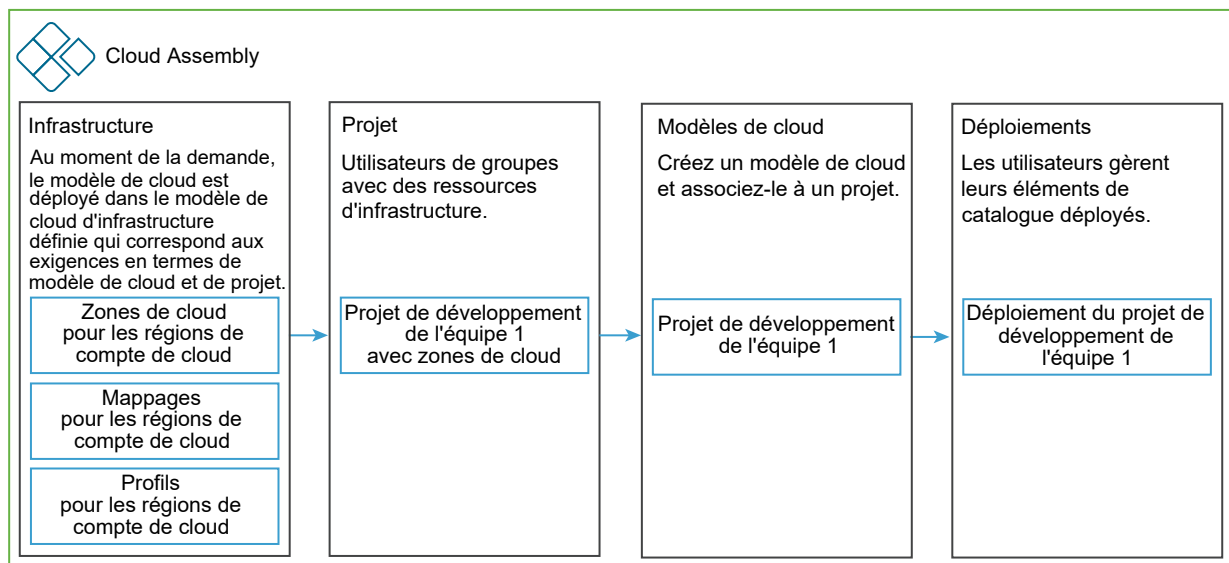 Cloud Assembly
Infrastructure
Au moment de la demande,
le modèle de cloud est
déployé dans le modèle de
cloud d'infrastructure
définie qui correspond aux
exigences en termes de
modèle de cloud et de projet.
Zones de cloud
pour les régions de
compte de cloud
Mappages
pour les régions de
compte de cloud
Profils
pour les régions de
compte de cloud
Projet
Utilisateurs de groupes
avec des ressources
d'infrastructure.
Projet de développement
de l'équipe 1
avec zones de cloud
Modèles de cloud
Créez un modèle de cloud
et associez-le à un projet.
Projet de développement
de l'équipe 1
Déploiements
Les utilisateurs gèrent
leurs éléments de
catalogue déployés.
Déploiement du projet de
développement de
l'équipe 1